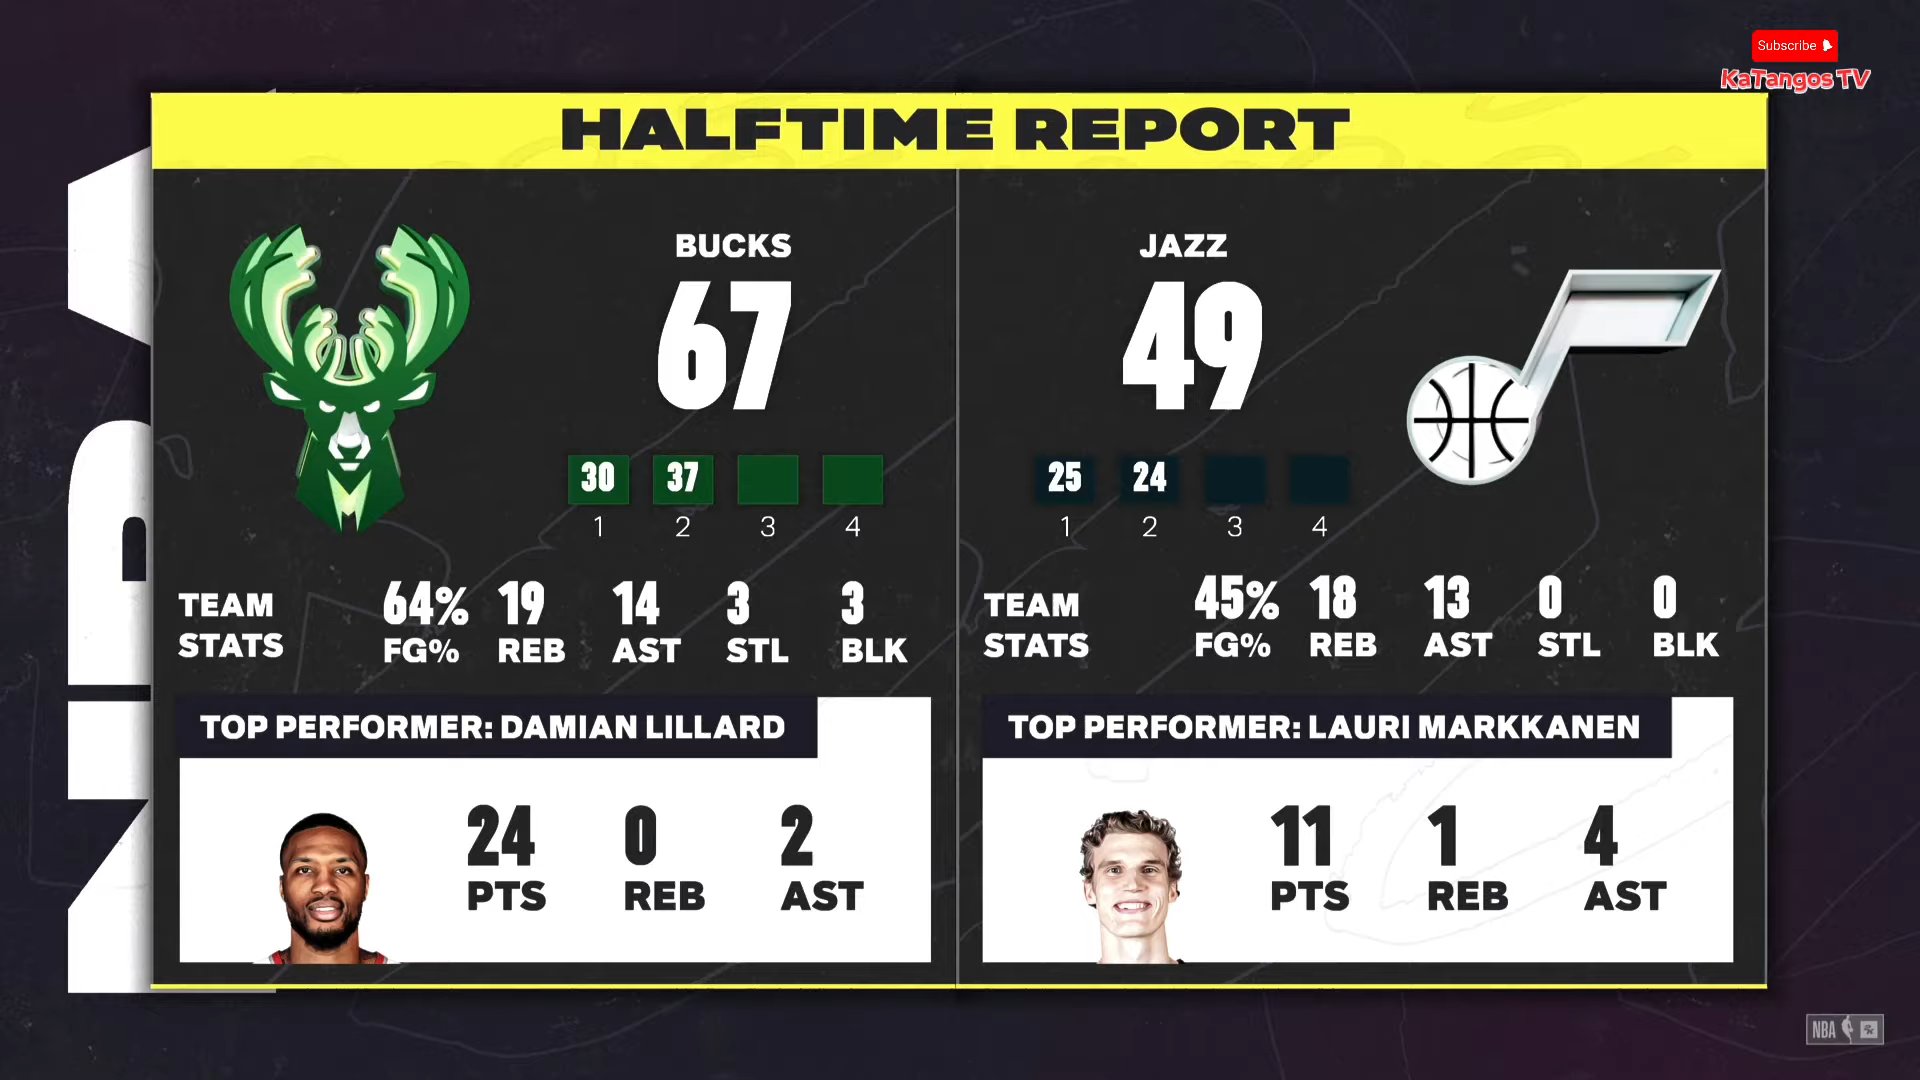 Subscribe
KaTangos TV
HALFTIME REPORT
BUCKS
67
30 37
1 2 3 4
TEAM STATS
64% 19 14 3 3
FG% REB AST STL BLK
TOP PERFORMER: DAMIAN LILLARD
24 0 2
PTS REB AST
JAZZ
49
25 24
1 2 3 4
TEAM STATS
45% 18 13 0 0
FG% REB AST STL BLK
TOP PERFORMER: LAURI MARKKANEN
11 1 4
PTS REB AST
NBA